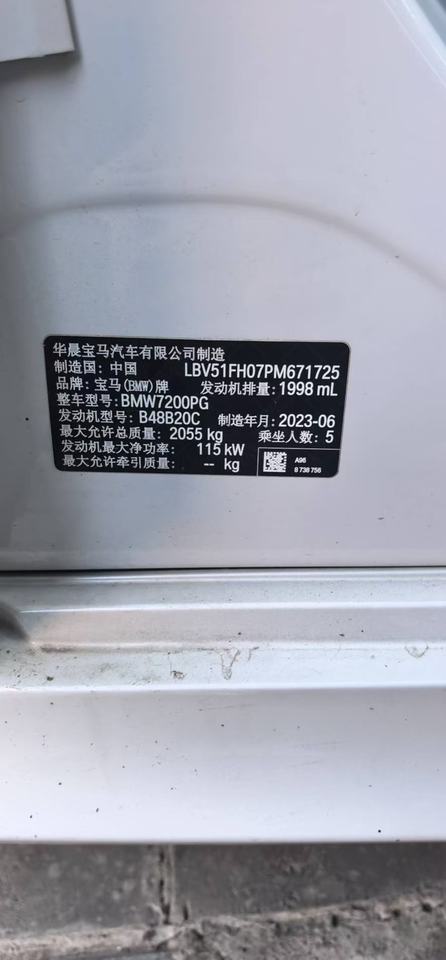 华晨宝马汽车有限公司制造
制造国: 中国 LBV51FH07PM671725
品牌: 宝马(BMW)牌 发动机排量: 1998 mL
整车型号: BMW7200PG
发动机型号: B48B20C 制造年月: 2023-06
最大允许总质量: 2055 kg 乘坐人数: 5
发动机最大净功率: 115 kW
最大允许牵引质量: -- kg
A96
8 738 756